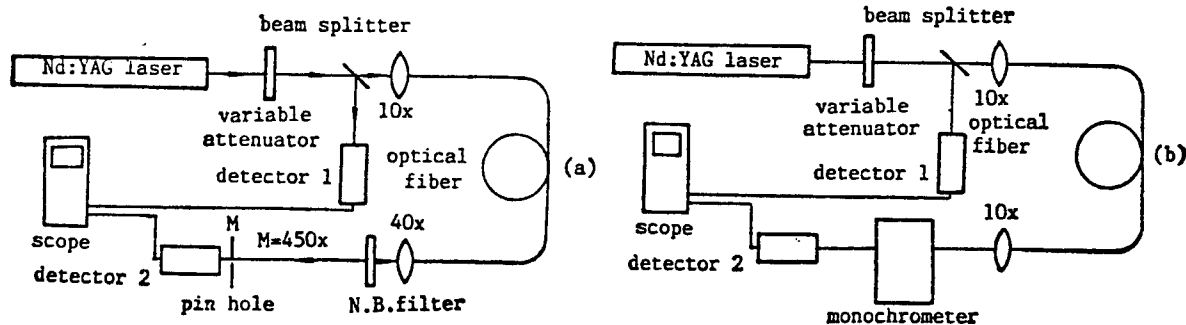 beam splitter
Nd:YAG laser
variable
attenuator
10x
optical
fiber
detector 1
(a)
scope
M
M=450x
40x
detector 2
pin hole
N.B.filter
beam splitter
Nd:YAG laser
variable
attenuator
10x
optical
fiber
detector 1
(b)
scope
10x
detector 2
monochrometer